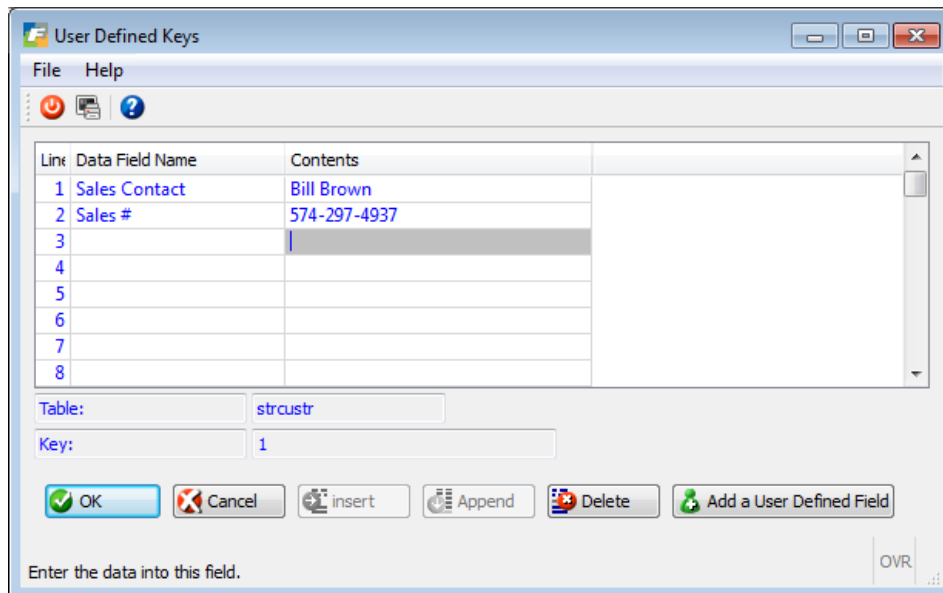 User Defined Keys
File Help
Line Data Field Name Contents
1 Sales Contact Bill Brown
2 Sales # 574-297-4937
3
4
5
6
7
8
Table: strcustr
Key: 1
OK Cancel insert Append Delete Add a User Defined Field
Enter the data into this field. OVR